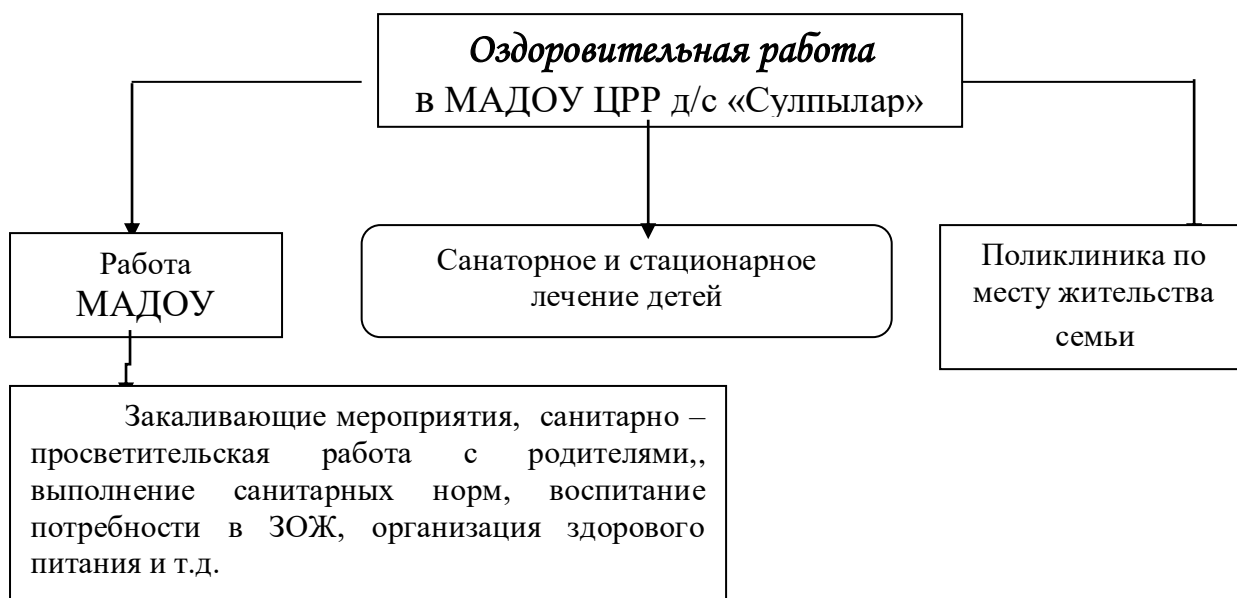 Оздоровительная работа
в МАДОУ ЦРР д/с «Сулпылар»
Работа
МАДОУ
Санаторное и стационарное
лечение детей
Поликлиника по
месту жительства
семьи
Закаливающие мероприятия, санитарно –
просветительская работа с родителями,,
выполнение санитарных норм, воспитание
потребности в ЗОЖ, организация здорового
питания и т.д.